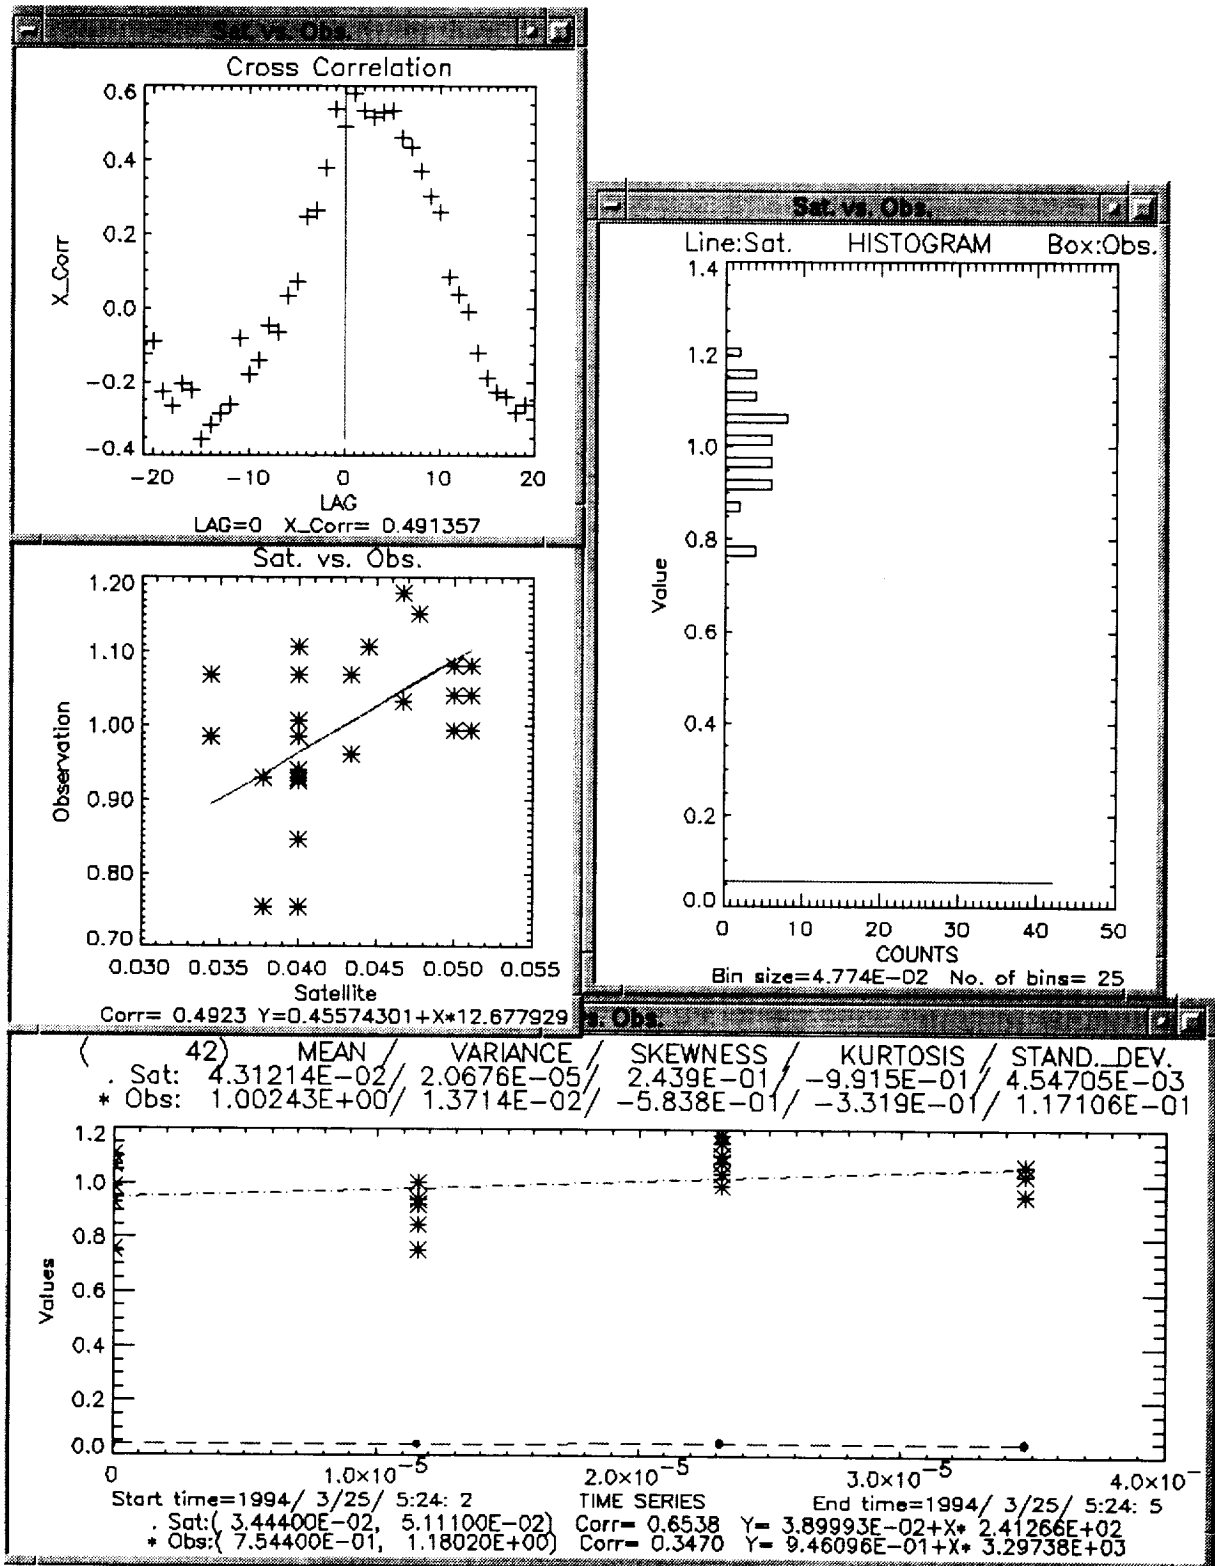 Sat. vs. Obs.
Cross Correlation
0.6
0.4
0.2
0.0
−0.2
−0.4
X_Corr
−20 −10 0 10 20
LAG
LAG=0 X_Corr= 0.491357
Sat. vs. Obs.
Line:Sat. HISTOGRAM Box:Obs.
1.4
1.2
1.0
0.8
0.6
0.4
0.2
0.0
Value
0 10 20 30 40 50
COUNTS
Bin size=4.774E−02 No. of bins= 25
Sat. vs. Obs.
1.20
1.10
1.00
0.90
0.80
0.70
Observation
0.030 0.035 0.040 0.045 0.050 0.055
Satellite
Corr= 0.4923 Y=0.45574301+X*12.677929
s. Obs.
( 42) MEAN / VARIANCE / SKEWNESS / KURTOSIS / STAND._DEV.
. Sat: 4.31214E−02/ 2.0676E−05/ 2.439E−01/ −9.915E−01/ 4.54705E−03
* Obs: 1.00243E+00/ 1.3714E−02/ −5.838E−01/ −3.319E−01/ 1.17106E−01
1.2
1.0
0.8
0.6
0.4
0.2
0.0
Values
0 1.0×10−5 2.0×10−5 3.0×10−5 4.0×10−
Start time=1994/ 3/25/ 5:24: 2 TIME SERIES End time=1994/ 3/25/ 5:24: 5
. Sat:( 3.44400E−02, 5.11100E−02) Corr= 0.6538 Y= 3.89993E−02+X* 2.41266E+02
* Obs:( 7.54400E−01, 1.18020E+00) Corr= 0.3470 Y= 9.46096E−01+X* 3.29738E+03